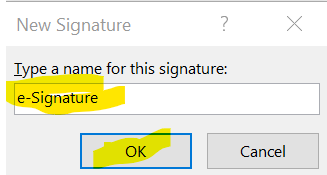 New Signature ? ×
Type a name for this signature:
e-Signature
OK Cancel